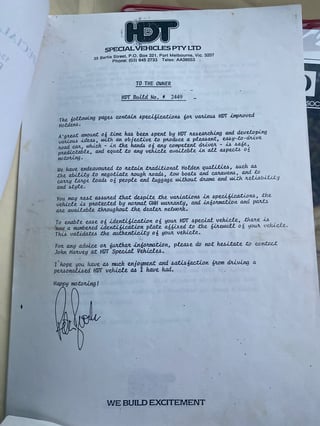 HDT
SPECIAL VEHICLES PTY LTD
25 Bertie Street, P.O. Box 321, Port Melbourne, Vic. 3207
TO THE OWNER
HDT Build No. # 2449
The following pages contain specifications for various HDT improved
Holdens.
A great amount of time has been spent by HDT researching and developing
various ideas, with an objective to produce a pleasant, easy-to-drive
road car, which - in the hands of any competent driver - is safe,
predictable, and equal to any vehicle available in all aspects of
motoring.
We have endeavoured to retain traditional Holden qualities, such as
the ability to negotiate rough roads, tow boats and caravans, and to
carry large loads of people and luggage without drama and with reliability
and style.
You may rest assured that despite the variations in specifications, the
vehicle is protected by normal GMH warranty, and information and parts
are available throughout the dealer network.
To enable ease of identification of your HDT special vehicle, there is
now a numbered identification plate affixed to the firewall of your vehicle.
This validates the authenticity of your vehicle.
For any advice or further information, please do not hesitate to contact
John Harvey at HDT Special Vehicles.
I hope you have as much enjoyment and satisfaction from driving a
personalised HDT vehicle as I have had.
Happy motoring!
WE BUILD EXCITEMENT